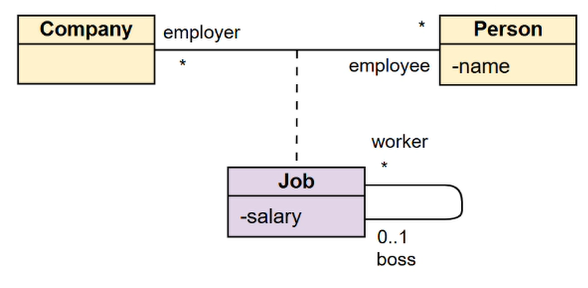 Company
employer
*
*
employee
Person
-name
worker
*
Job
-salary
0..1
boss